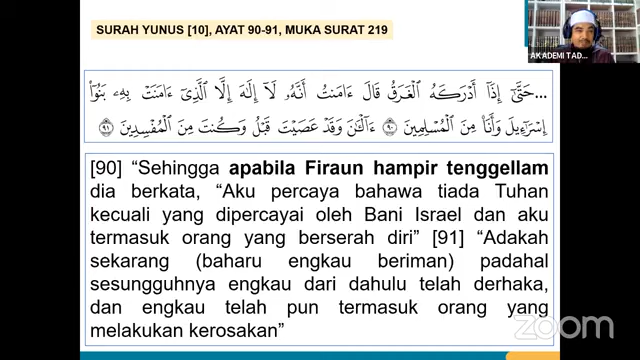 SURAH YUNUS [10], AYAT 90-91, MUKA SURAT 219
AKADEMI TAD...
...حَتَّىٰٓ إِذَآ أَدْرَكَهُ ٱلْغَرَقُ قَالَ ءَامَنتُ أَنَّهُۥ لَآ إِلَٰهَ إِلَّا ٱلَّذِىٓ ءَامَنَتْ بِهِۦ بَنُوٓا۟
إِسْرَٰٓءِيلَ وَأَنَا۠ مِنَ ٱلْمُسْلِمِينَ ٩٠ ءَآلْـَٰٔنَ وَقَدْ عَصَيْتَ قَبْلُ وَكُنتَ مِنَ ٱلْمُفْسِدِينَ ٩١
[90] “Sehingga apabila Firaun hampir tenggellam
dia berkata, “Aku percaya bahawa tiada Tuhan
kecuali yang dipercayai oleh Bani Israel dan aku
termasuk orang yang berserah diri” [91] “Adakah
sekarang (baharu engkau beriman) padahal
sesungguhnya engkau dari dahulu telah derhaka,
dan engkau telah pun termasuk orang yang
melakukan kerosakan”
zoom